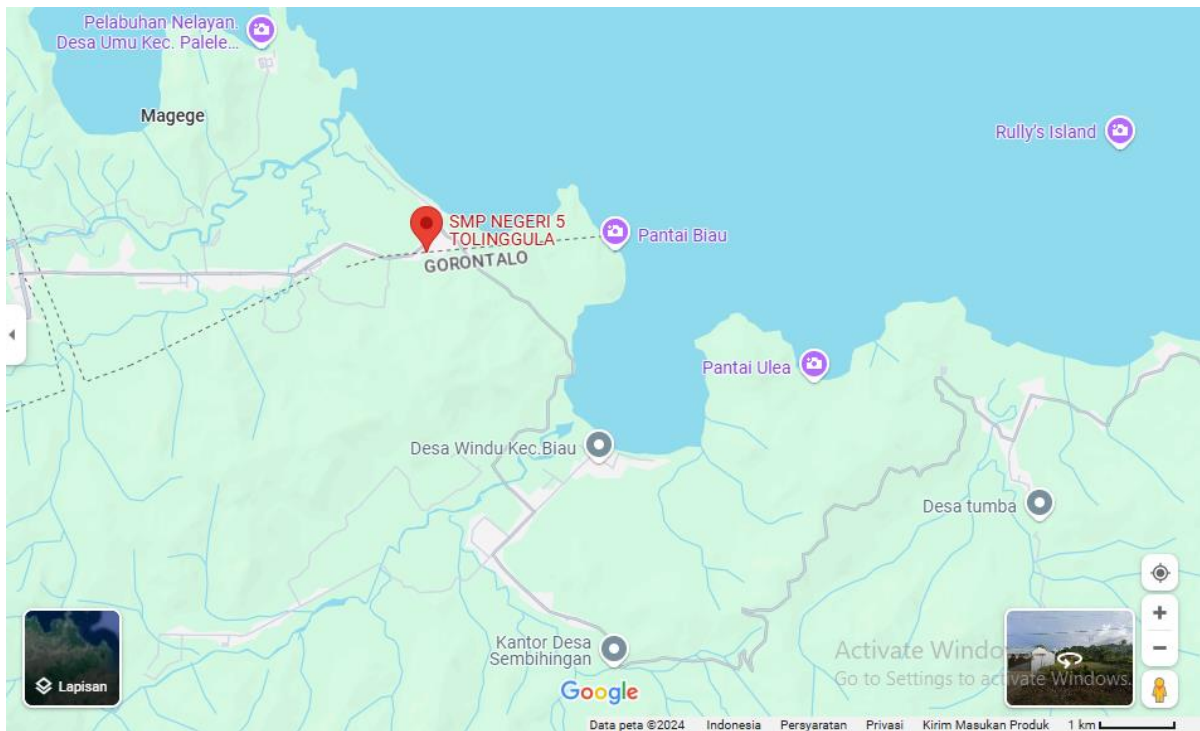 Pelabuhan Nelayan.
Desa Umu Kec. Palele...
Magege
Rully's Island
SMP NEGERI 5
TOLINGGULA
Pantai Biau
GORONTALO
Pantai Ulea
Desa Windu Kec.Biau
Desa tumba
Kantor Desa
Sembihingan
Activate Windows
Go to Settings to activate Windows.
Lapisan
Google
Data peta ©2024 Indonesia Persyaratan Privasi Kirim Masukan Produk 1 km